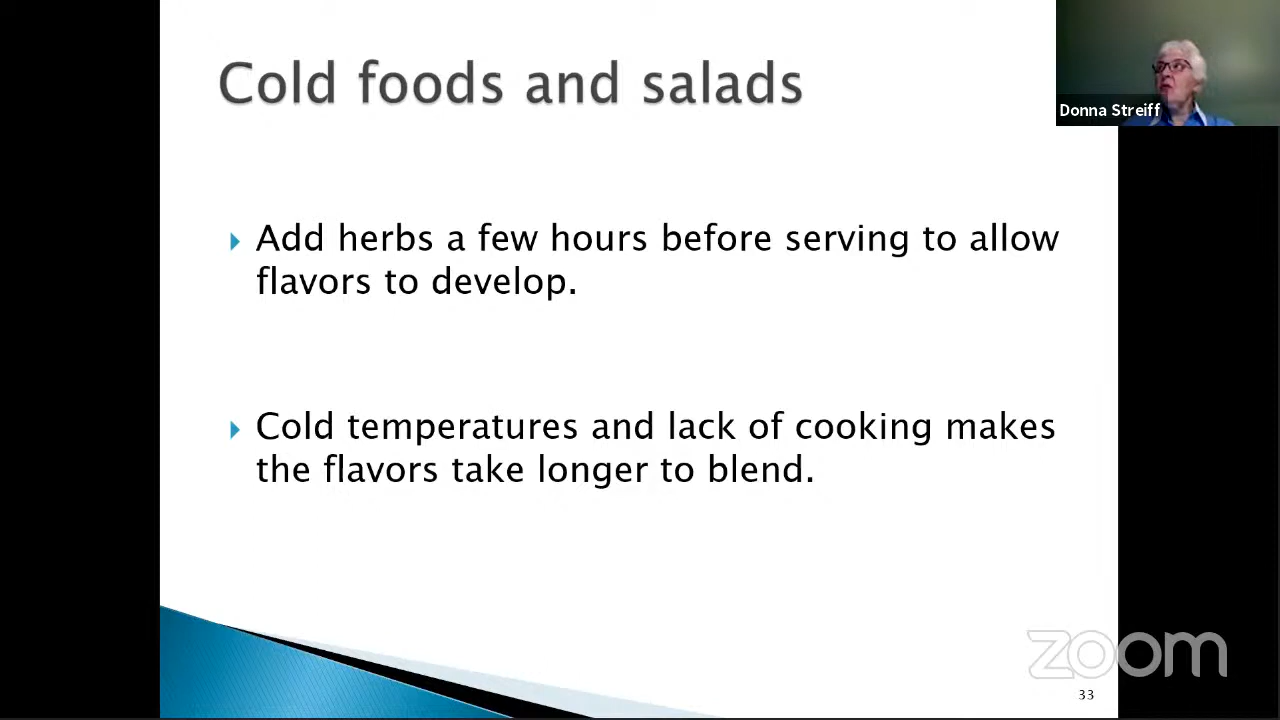 Cold foods and salads
Donna Streiff
Add herbs a few hours before serving to allow
flavors to develop.
Cold temperatures and lack of cooking makes
the flavors take longer to blend.
zoom
33